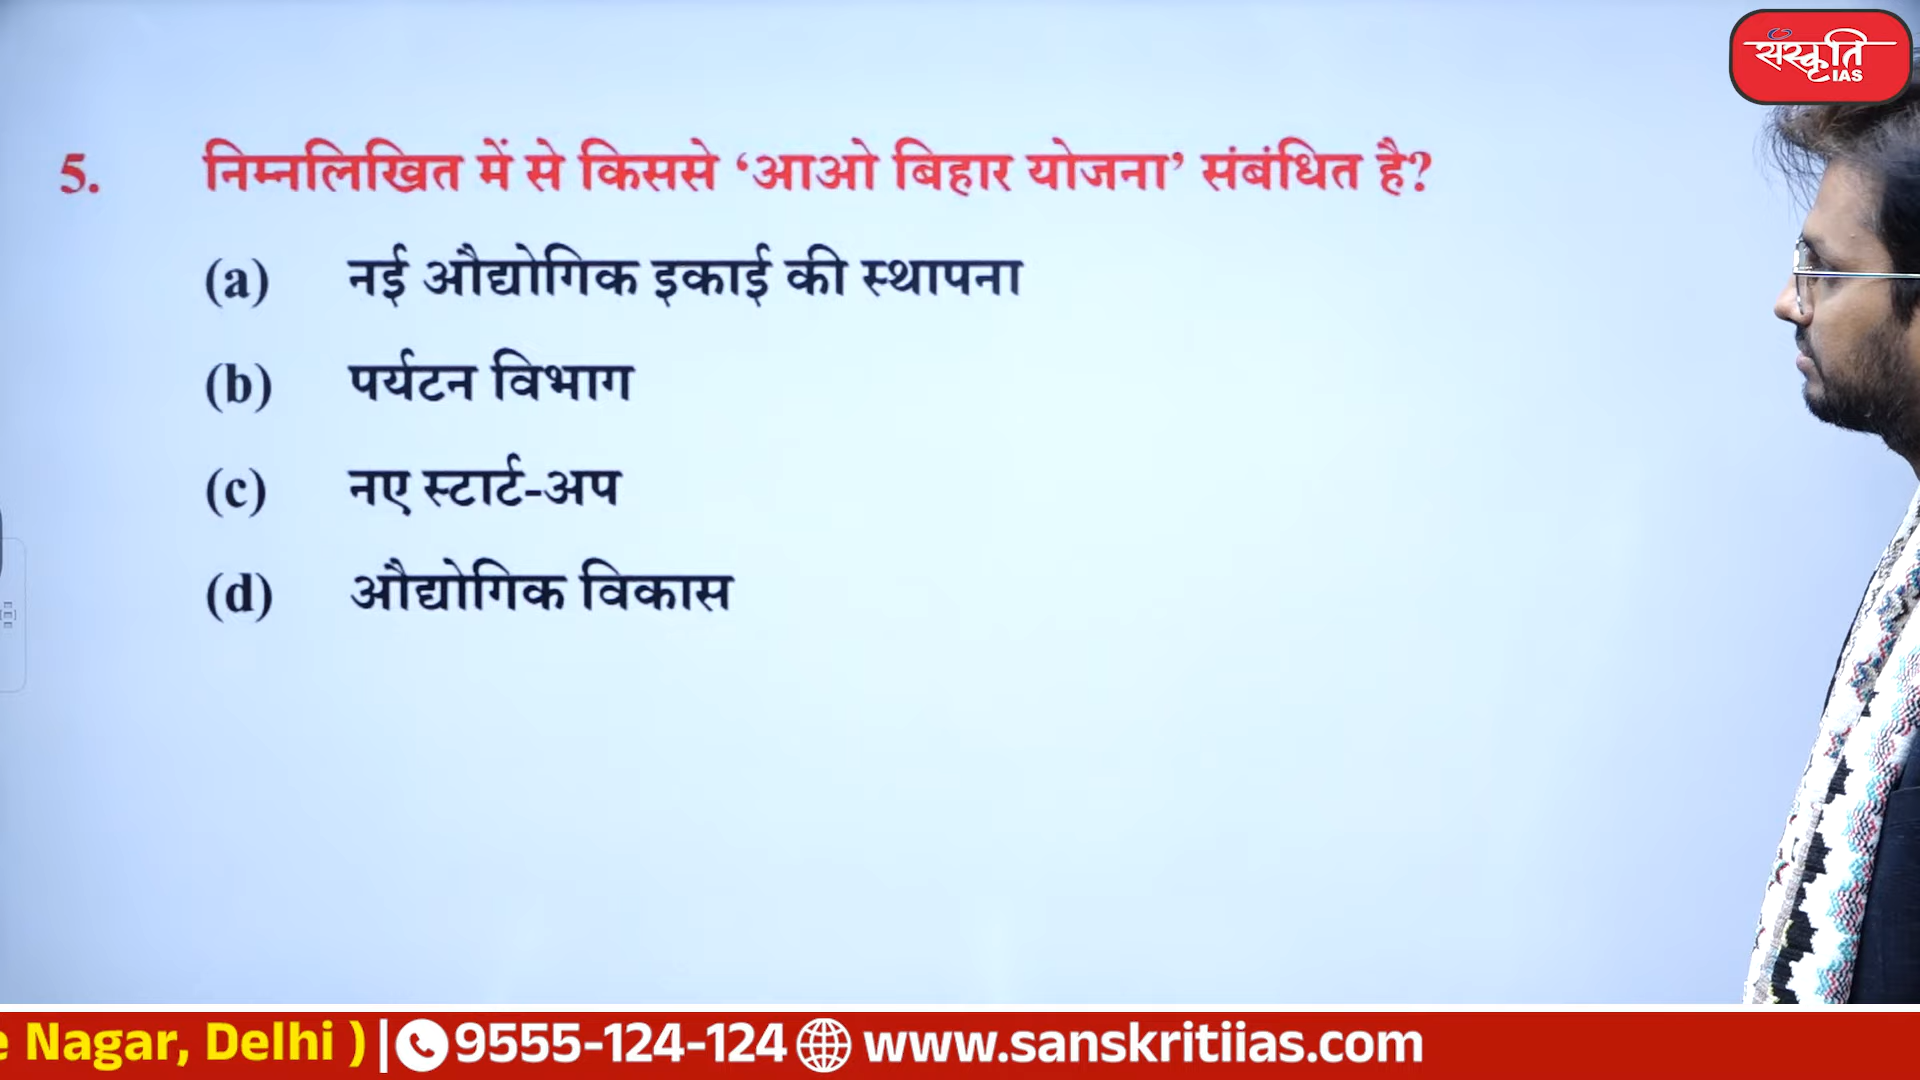 संस्कृति
IAS
5. निम्नलिखित में से किससे ‘आओ बिहार योजना’ संबंधित है?
(a) नई औद्योगिक इकाई की स्थापना
(b) पर्यटन विभाग
(c) नए स्टार्ट-अप
(d) औद्योगिक विकास
e Nagar, Delhi ) | 9555-124-124 www.sanskritiias.com